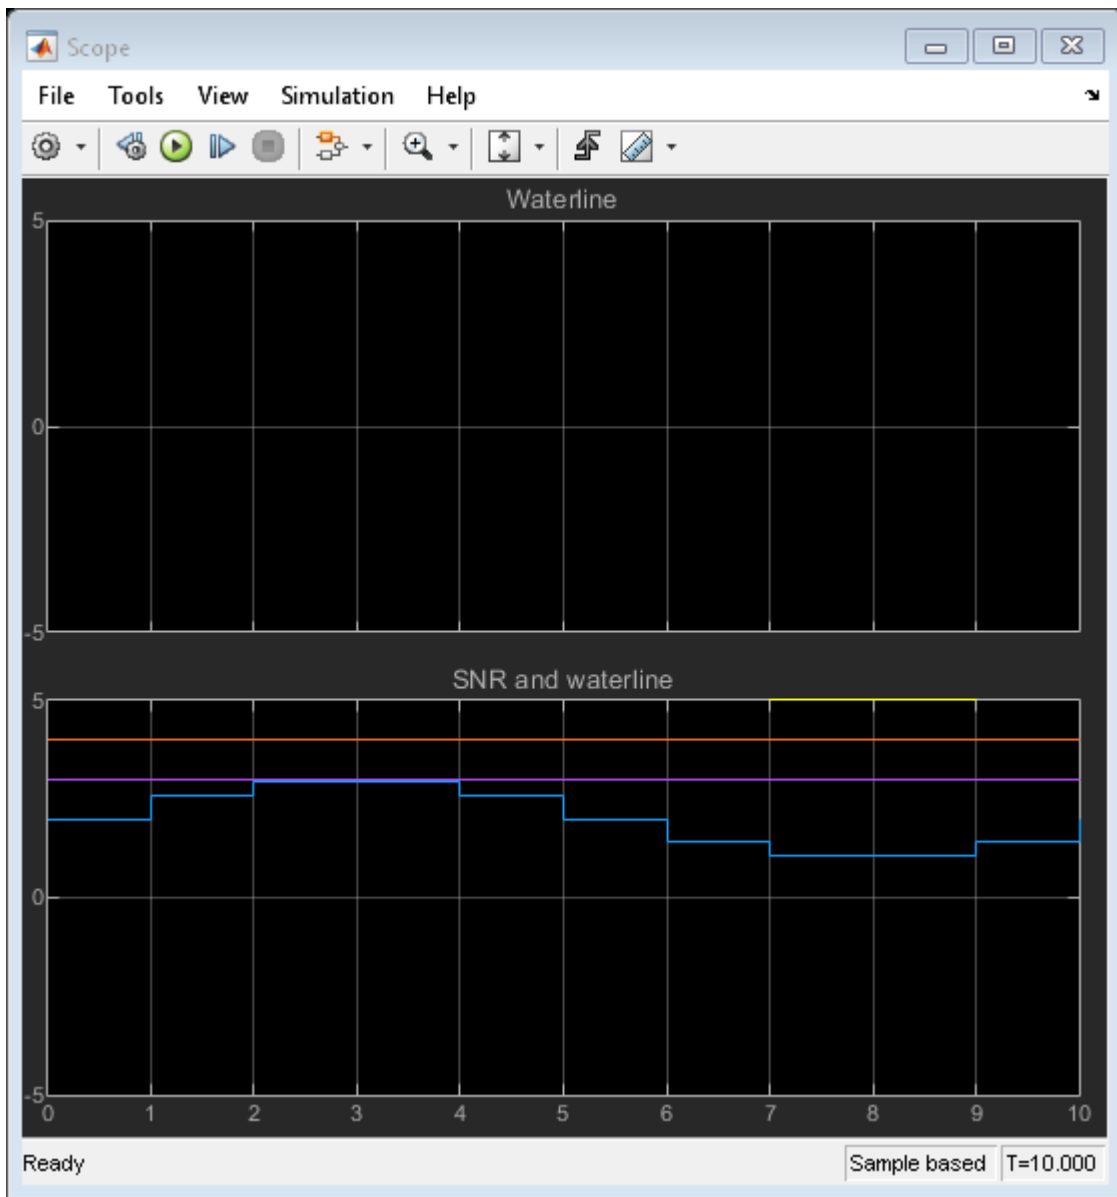 Scope
File Tools View Simulation Help
Waterline
5
0
-5
SNR and waterline
5
0
-5
0 1 2 3 4 5 6 7 8 9 10
Ready Sample based T=10.000